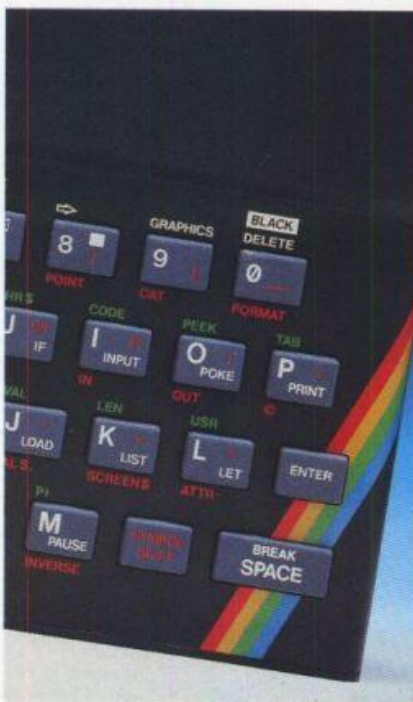 BLACK
GRAPHICS DELETE
8 9 0
POINT CAT FORMAT
CODE PEEK TAB
U I O P
IF INPUT POKE PRINT
IN OUT ©
VAL LEN USR
J K L
LOAD LIST LET ENTER
SCREEN$ ATTR
PI
M BREAK
PAUSE SPACE
INVERSE